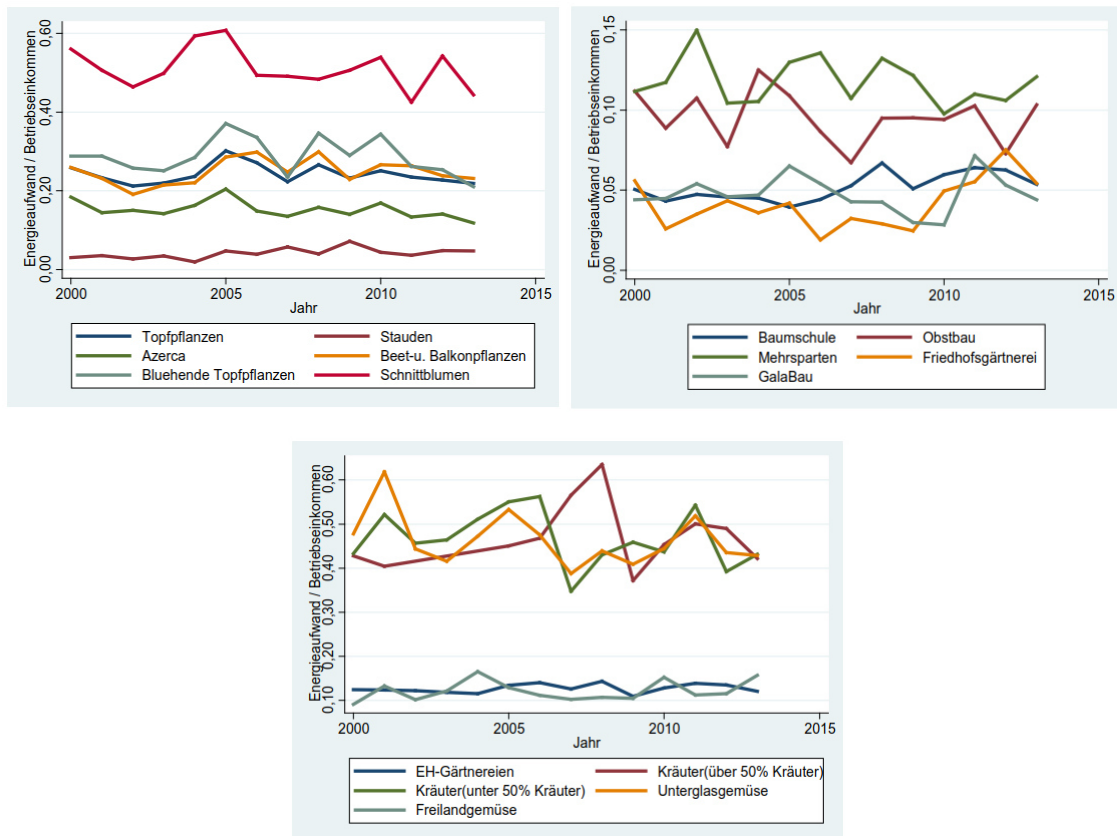 Energieaufwand / Betriebseinkommen
0,60
0,40
0,20
0,00
2000 2005 2010 2015
Jahr
Topfpflanzen Stauden
Azerca Beet-u. Balkonpflanzen
Bluehende Topfpflanzen Schnittblumen
Energieaufwand / Betriebseinkommen
0,15
0,10
0,05
0,00
2000 2005 2010 2015
Jahr
Baumschule Obstbau
Mehrsparten Friedhofsgärtnerei
GalaBau
Energieaufwand / Betriebseinkommen
0,60
0,50
0,40
0,30
0,20
0,10
2000 2005 2010 2015
Jahr
EH-Gärtnereien Kräuter(über 50% Kräuter)
Kräuter(unter 50% Kräuter) Unterglasgemüse
Freilandgemüse